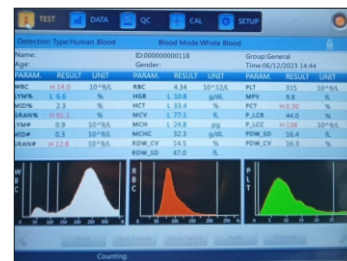 TEST DATA QC CAL SETUP
Detection Type:Human Blood Blood Mode:Whole Blood
Name: ID:000000000118 Group:General
Age: Gender: Time:06/12/2023 14:44
PARAM. RESULT UNIT PARAM. RESULT UNIT PARAM. RESULT UNIT
WBC H 14.0 10^9/L RBC 4.34 10^12/L PLT 315 10^9/L
LYM% L 6.6 % HGB L 10.8 g/dL MPV 9.8 fL
MID% 2.3 % HCT L 33.4 % PCT H 0.30 %
GRAN% H 91.1 % MCV L 77.1 fL P_LCR 44.0 %
LYM# 0.9 10^9/L MCH L 24.8 pg P_LCC H 138 10^9/L
MID# 0.3 10^9/L MCHC 32.3 g/dL PDW_SD 16.4 fL
GRAN# H 12.8 10^9/L RDW_CV 14.5 % PDW_CV 16.3 %
RDW_SD 47.0 fL
WBC
RBC
PLT
Counting.